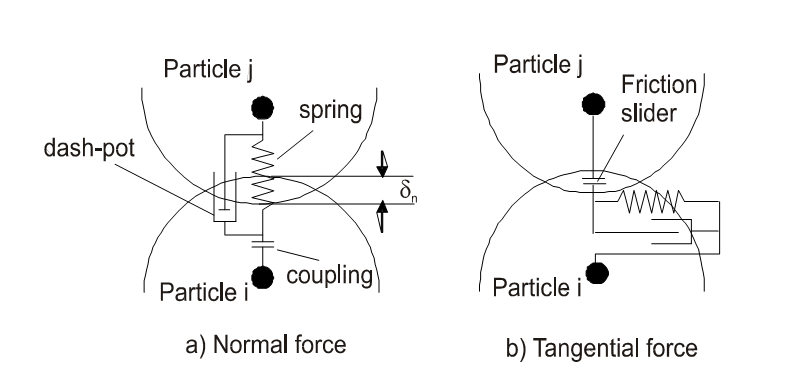 Particle j
spring
dash-pot
δn
coupling
Particle i
a) Normal force
Particle j
Friction
slider
Particle i
b) Tangential force